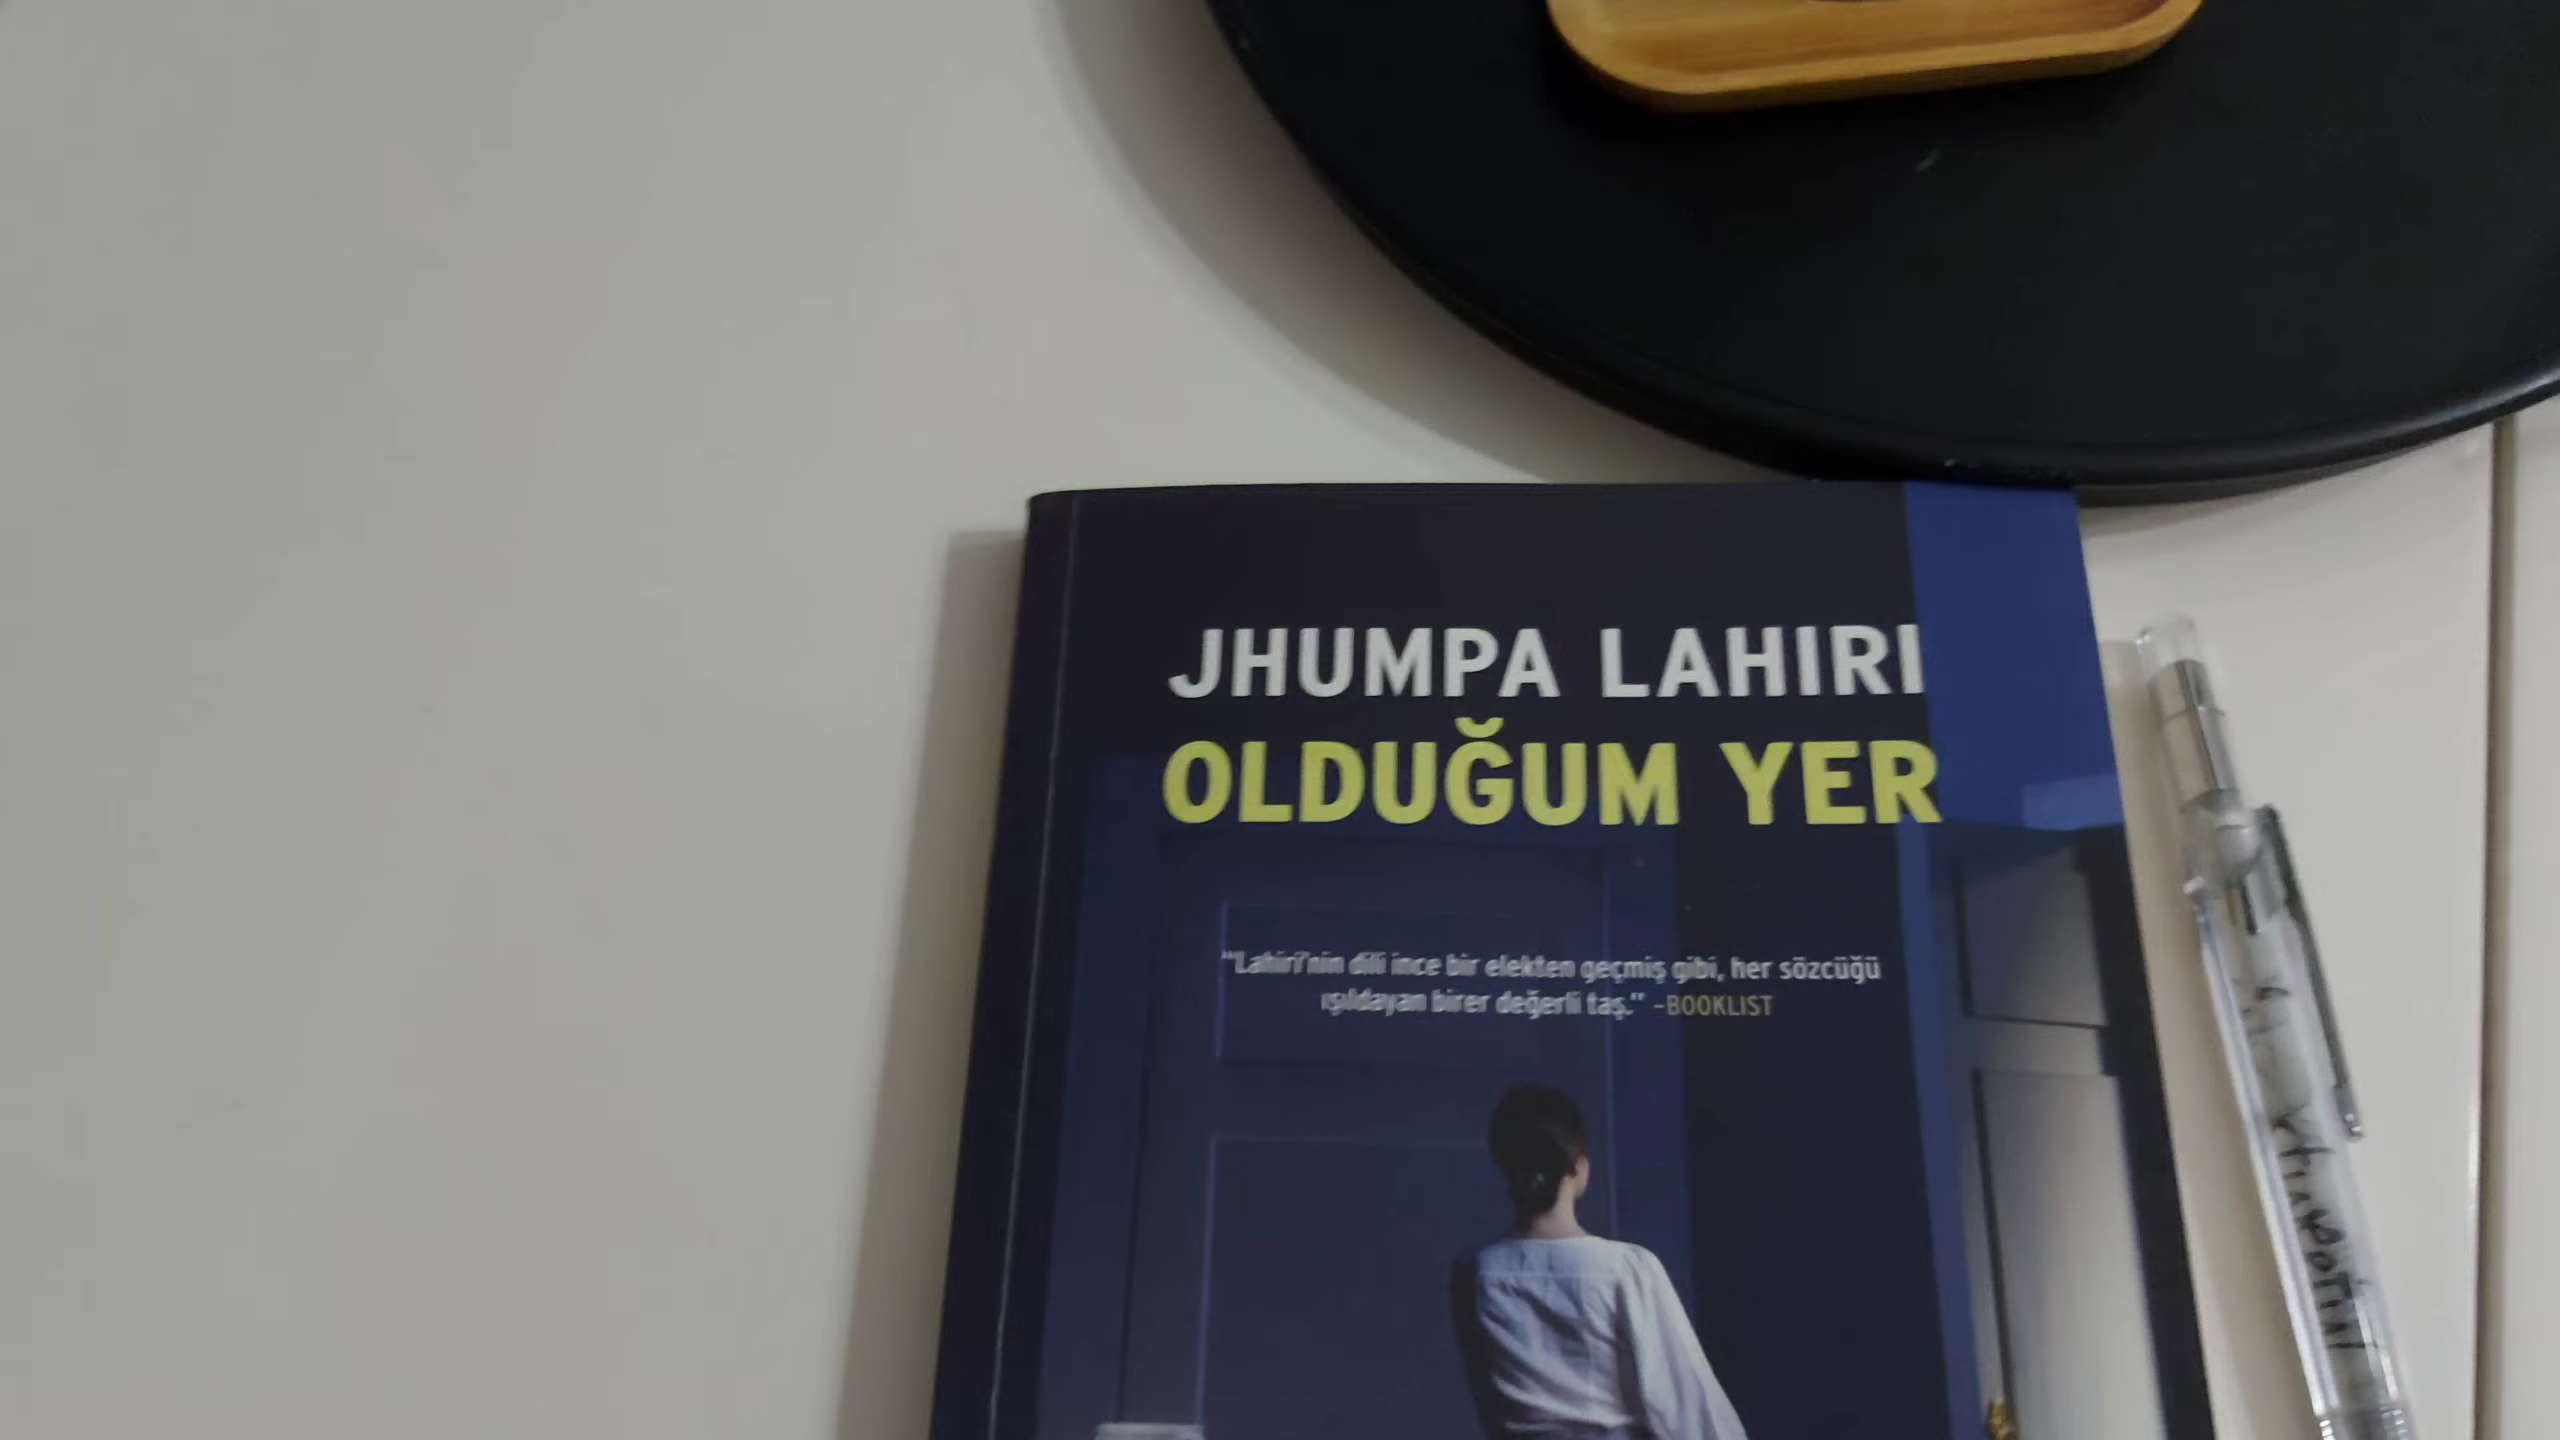 JHUMPA LAHIRI
OLDUĞUM YER
"Lahiri'nin dili ince bir elekten geçmiş gibi, her sözcüğü
ışıldayan birer değerli taş." –BOOKLIST